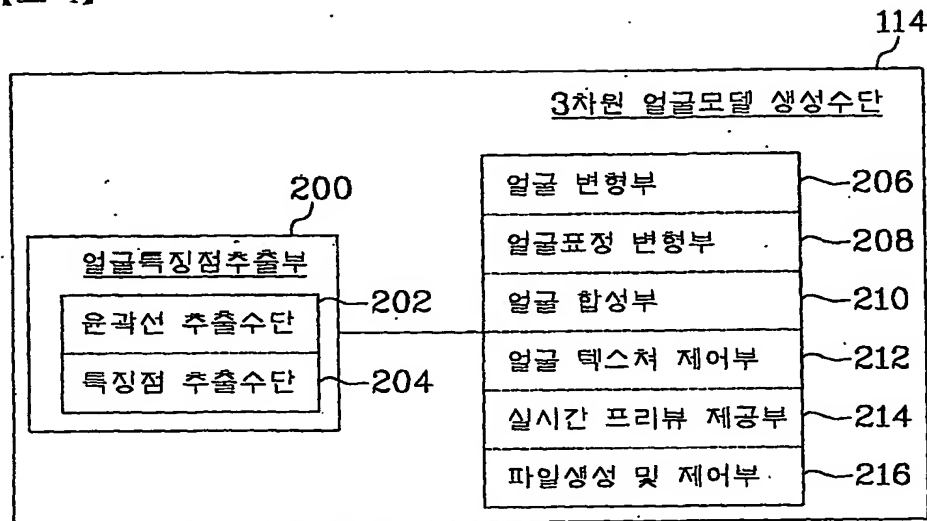 114
3차원 얼굴모델 생성수단
200
얼굴특징점추출부
윤곽선 추출수단
202
특징점 추출수단
204
얼굴 변형부
206
얼굴표정 변형부
208
얼굴 합성부
210
얼굴 텍스쳐 제어부
212
실시간 프리뷰 제공부
214
파일생성 및 제어부
216